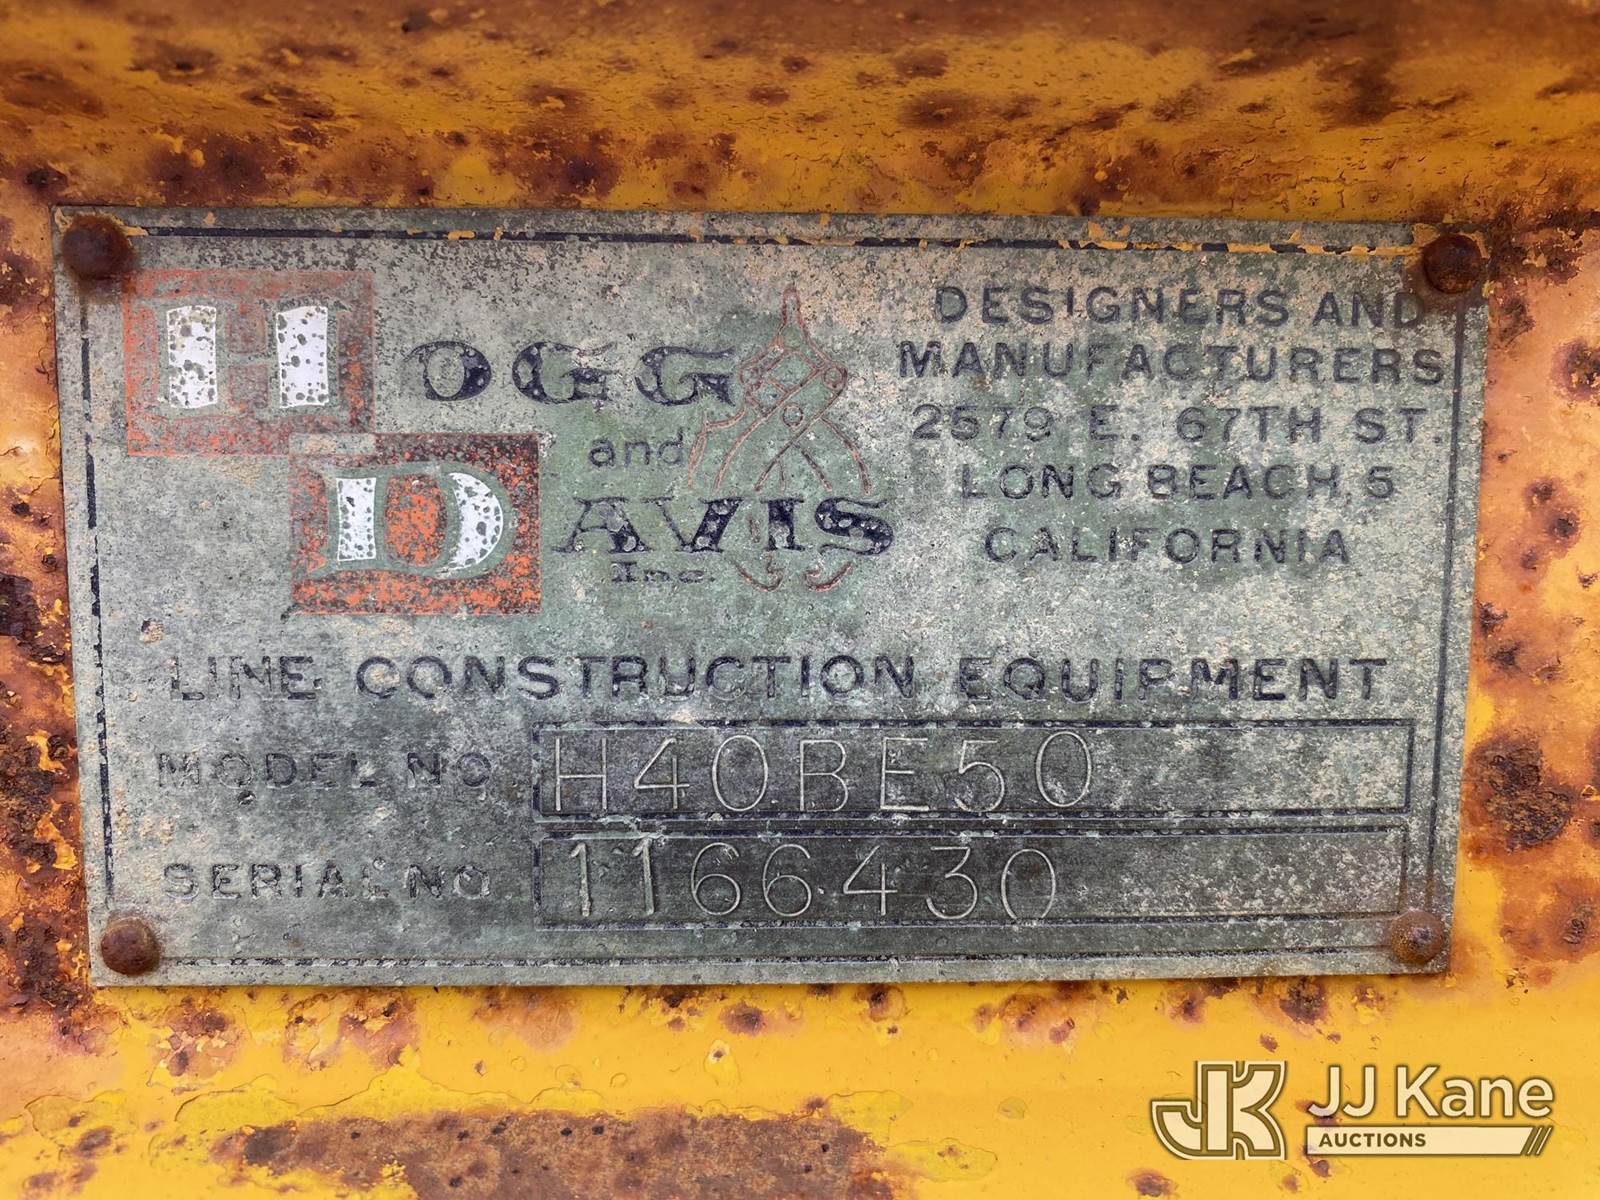 HOGG
and
DAVIS
Inc.
DESIGNERS AND
MANUFACTURERS
2579 E. 67TH ST.
LONG BEACH, 5
CALIFORNIA
LINE CONSTRUCTION EQUIPMENT
MODEL NO H40BE50
SERIAL NO 1166430
JK JJ Kane
AUCTIONS